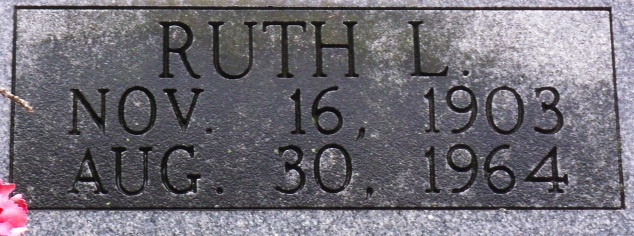 RUTH L.
NOV. 16, 1903
AUG. 30, 1964